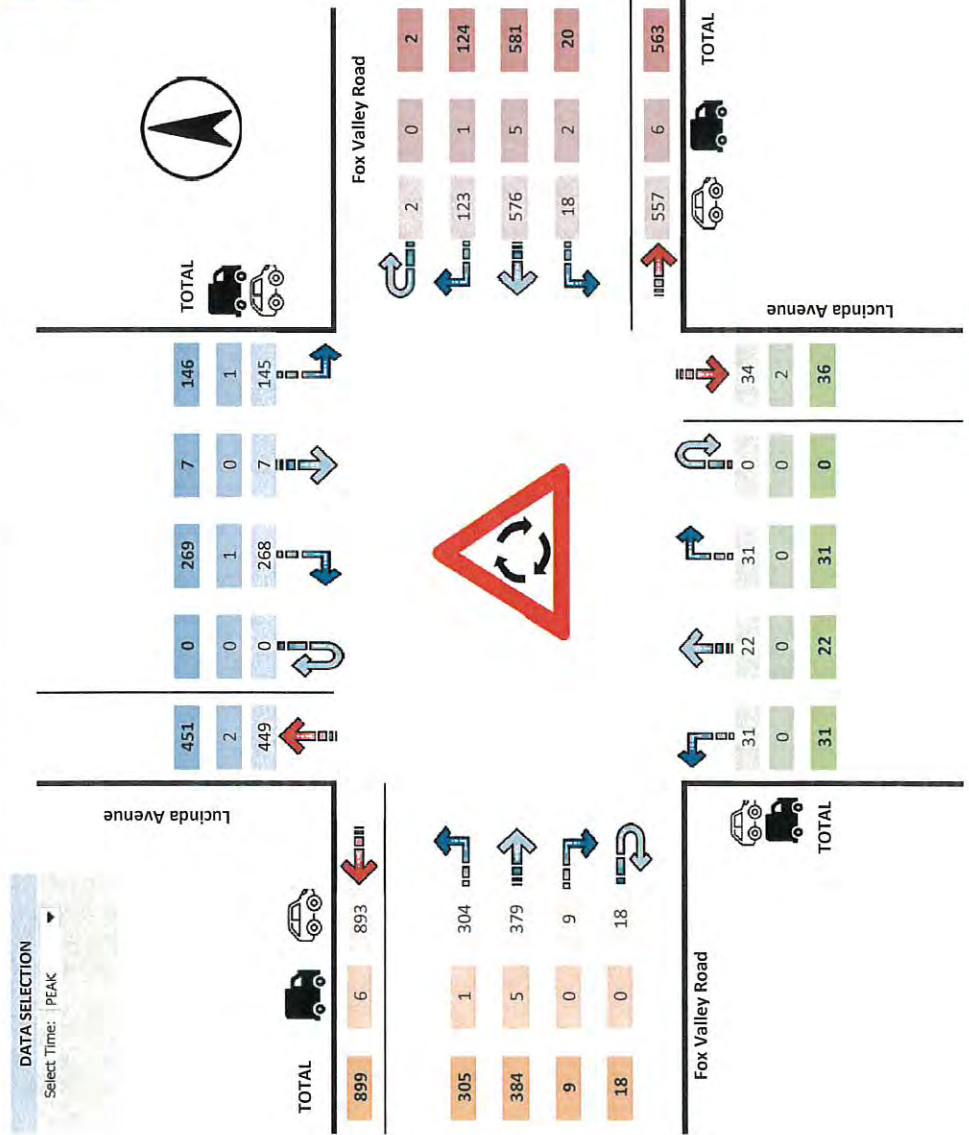 DATA SELECTION
Select Time: PEAK
Lucinda Avenue
TOTAL
451 0 269 7 146
2 0 1 0 1
449 0 268 7 145
Fox Valley Road
2 0 2
123 1 124
576 5 581
18 2 20
557 6 563
TOTAL
TOTAL
899 6 893
305 1 304
384 5 379
9 0 9
18 0 18
Fox Valley Road
Lucinda Avenue
31 22 31 0 34
0 0 0 0 2
31 22 31 0 36
TOTAL